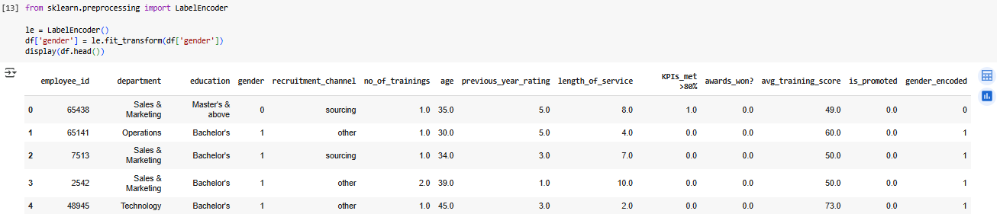 [13] from sklearn.preprocessing import LabelEncoder
le = LabelEncoder()
df['gender'] = le.fit_transform(df['gender'])
display(df.head())
employee_id department education gender recruitment_channel no_of_trainings age previous_year_rating length_of_service KPIs_met >80% awards_won? avg_training_score is_promoted gender_encoded
0 65438 Sales & Marketing Master's & above 0 sourcing 1.0 35.0 5.0 8.0 1.0 0.0 49.0 0.0 0
1 65141 Operations Bachelor's 1 other 1.0 30.0 5.0 4.0 0.0 0.0 60.0 0.0 1
2 7513 Sales & Marketing Bachelor's 1 sourcing 1.0 34.0 3.0 7.0 0.0 0.0 50.0 0.0 1
3 2542 Sales & Marketing Bachelor's 1 other 2.0 39.0 1.0 10.0 0.0 0.0 50.0 0.0 1
4 48945 Technology Bachelor's 1 other 1.0 45.0 3.0 2.0 0.0 0.0 73.0 0.0 1